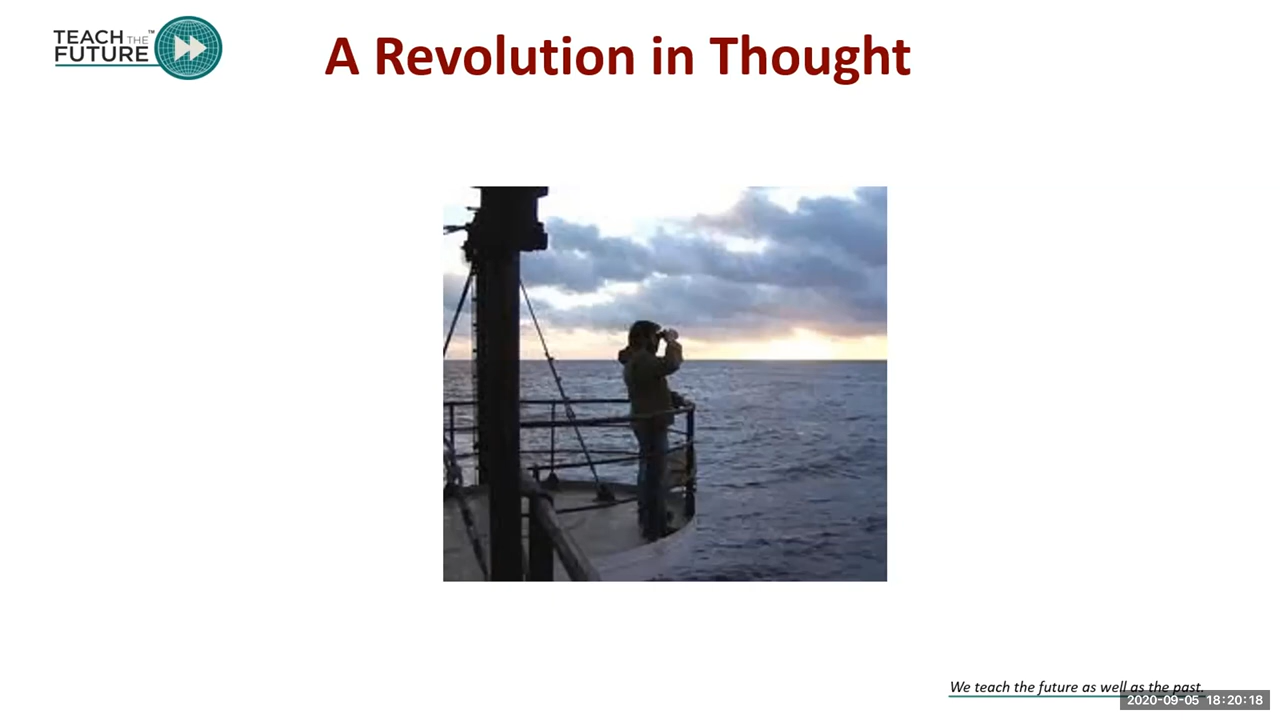 TEACH THE™
FUTURE
A Revolution in Thought
We teach the future as well as the past.
2020-09-05 18:20:18